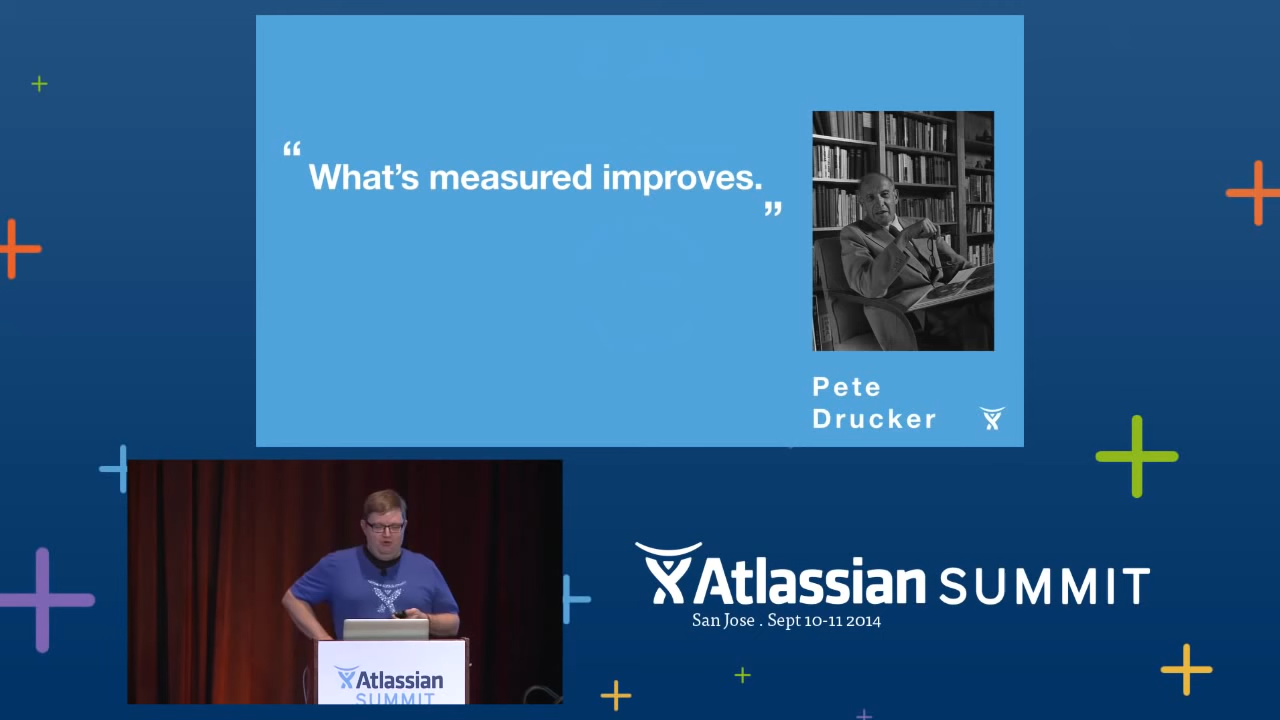 “
What’s measured improves.
”
Pete
Drucker
Atlassian SUMMIT
San Jose . Sept 10-11 2014
Atlassian
SUMMIT